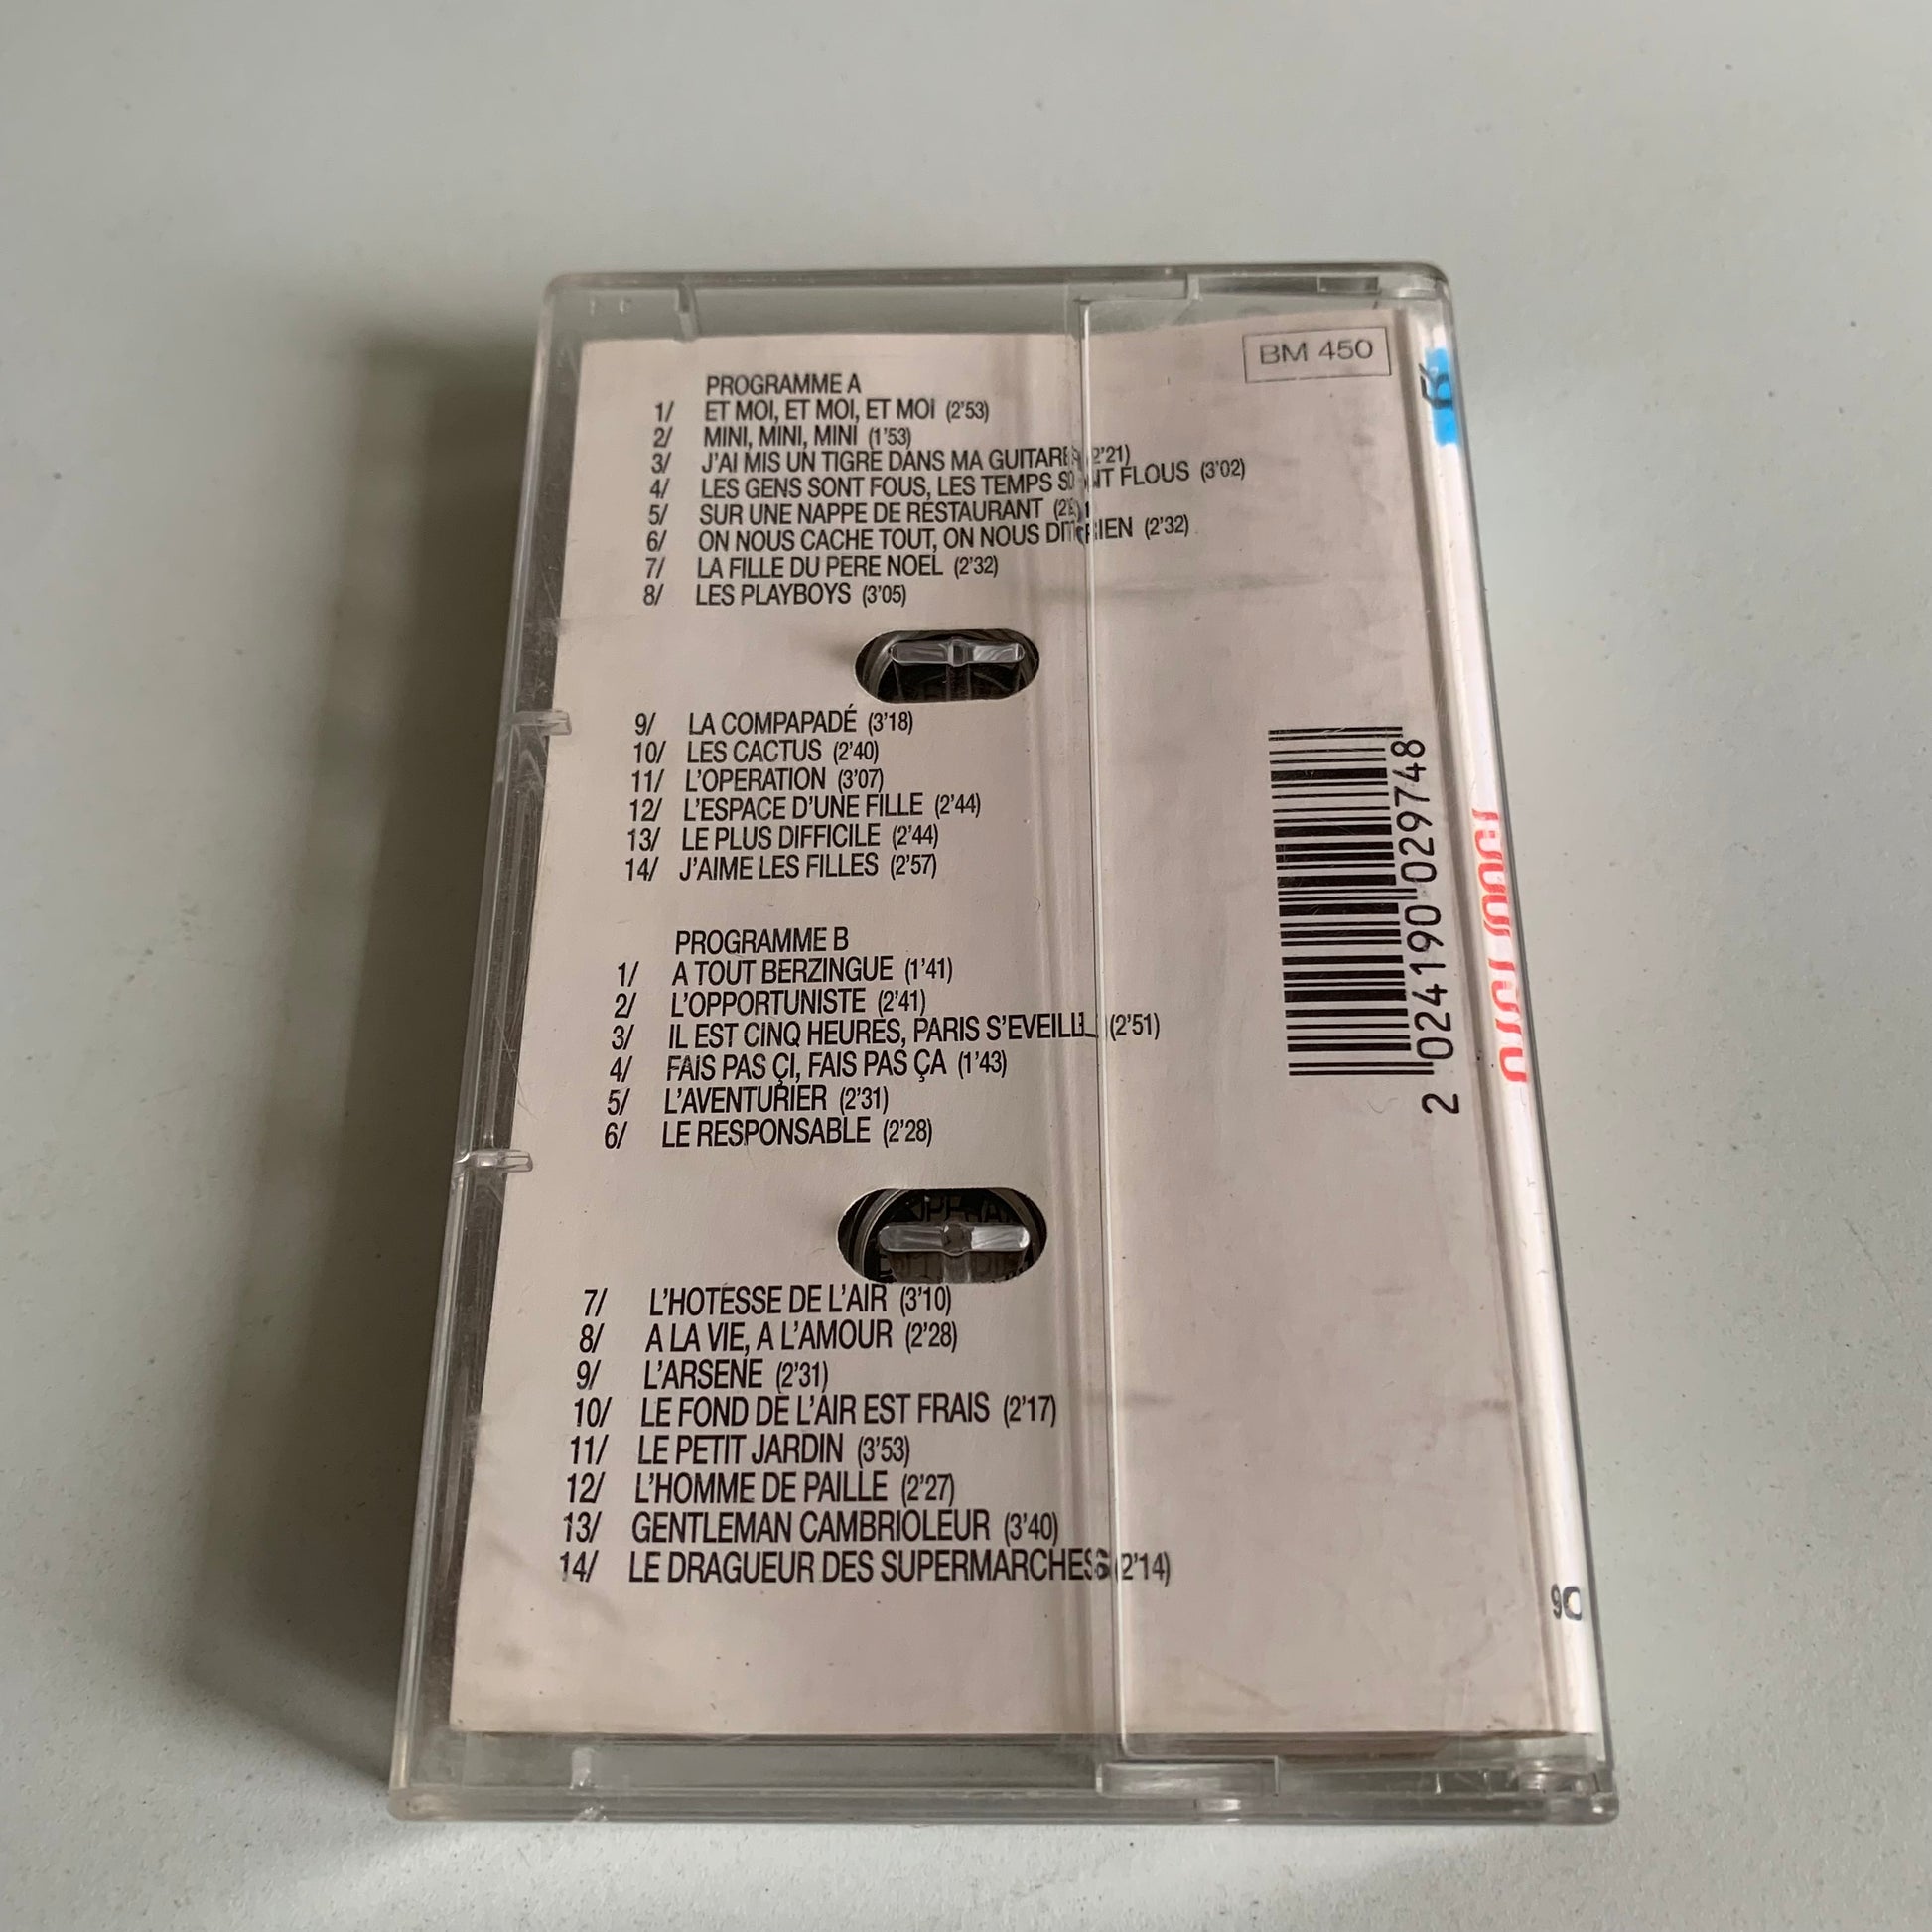 BM 450
PROGRAMME A
1/ ET MOI, ET MOI, ET MOI (2'53)
2/ MINI, MINI, MINI (1'53)
3/ J'AI MIS UN TIGRE DANS MA GUITARE (2'21)
4/ LES GENS SONT FOUS, LES TEMPS SONT FLOUS (3'02)
5/ SUR UNE NAPPE DE RESTAURANT
6/ ON NOUS CACHE TOUT, ON NOUS DIT RIEN (2'32)
7/ LA FILLE DU PERE NOEL (2'32)
8/ LES PLAYBOYS (3'05)
9/ LA COMPAPADÉ (3'18)
10/ LES CACTUS (2'40)
11/ L'OPERATION (3'07)
12/ L'ESPACE D'UNE FILLE (2'44)
13/ LE PLUS DIFFICILE (2'44)
14/ J'AIME LES FILLES (2'57)
PROGRAMME B
1/ A TOUT BERZINGUE (1'41)
2/ L'OPPORTUNISTE (2'41)
3/ IL EST CINQ HEURES, PARIS S'EVEILLE (2'51)
4/ FAIS PAS ÇI, FAIS PAS ÇA (1'43)
5/ L'AVENTURIER (2'31)
6/ LE RESPONSABLE (2'28)
7/ L'HOTESSE DE L'AIR (3'10)
8/ A LA VIE, A L'AMOUR (2'28)
9/ L'ARSENE (2'31)
10/ LE FOND DE L'AIR EST FRAIS (2'17)
11/ LE PETIT JARDIN (3'53)
12/ L'HOMME DE PAILLE (2'27)
13/ GENTLEMAN CAMBRIOLEUR (3'40)
14/ LE DRAGUEUR DES SUPERMARCHES (2'14)
2 024190 029748